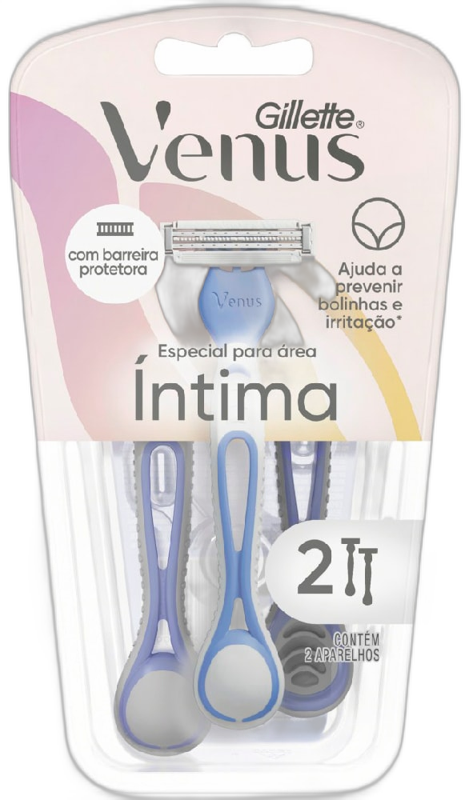 Gillette®
Venus
com barreira
protetora
Ajuda a
prevenir
bolinhas e
irritação*
Venus
Especial para área
Íntima
2
CONTÉM
2 APARELHOS